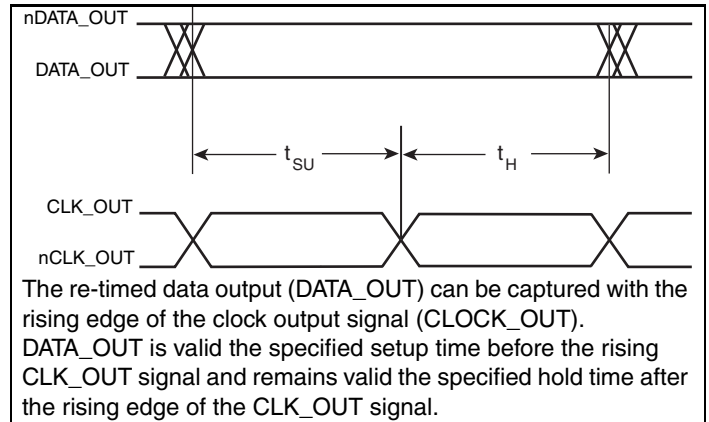 nDATA_OUT
DATA_OUT
tSU
tH
CLK_OUT
nCLK_OUT
The re-timed data output (DATA_OUT) can be captured with the
rising edge of the clock output signal (CLOCK_OUT).
DATA_OUT is valid the specified setup time before the rising
CLK_OUT signal and remains valid the specified hold time after
the rising edge of the CLK_OUT signal.